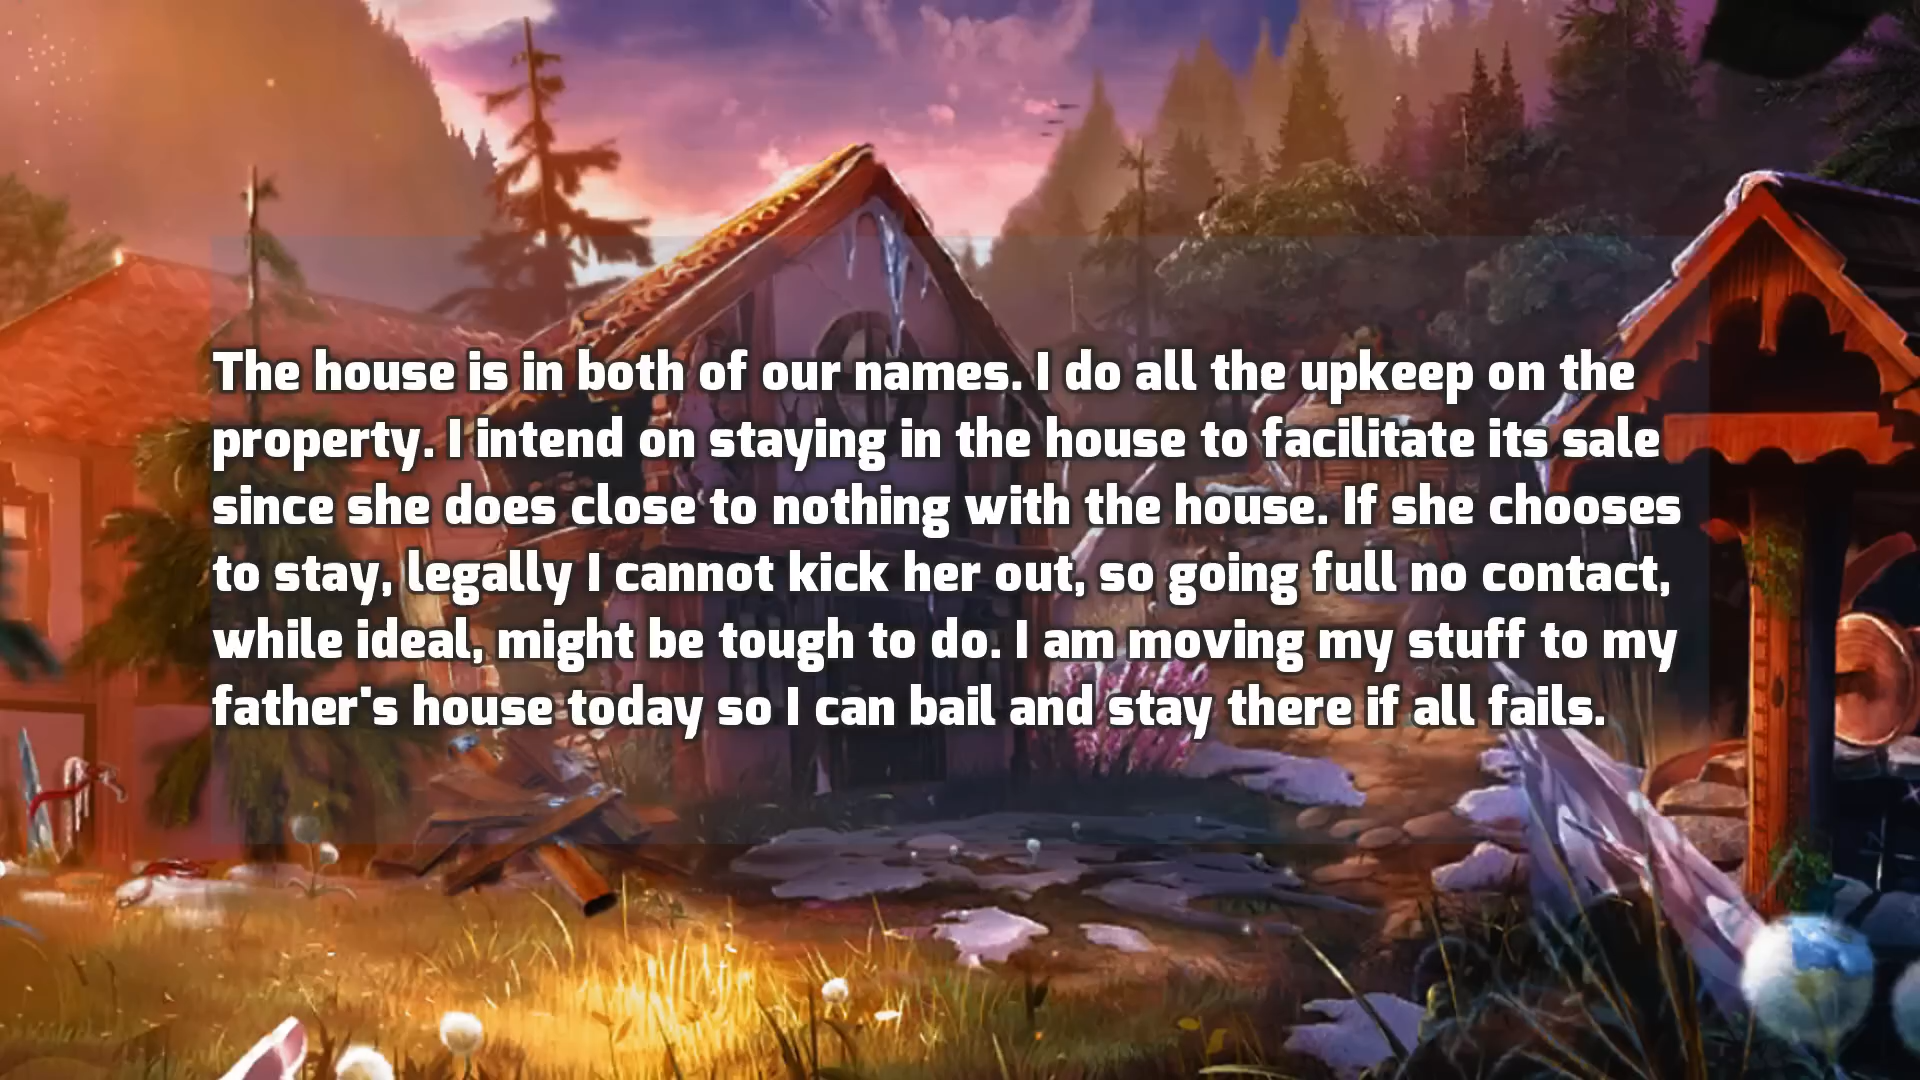 The house is in both of our names. I do all the upkeep on the
property. I intend on staying in the house to facilitate its sale
since she does close to nothing with the house. If she chooses
to stay, legally I cannot kick her out, so going full no contact,
while ideal, might be tough to do. I am moving my stuff to my
father's house today so I can bail and stay there if all fails.